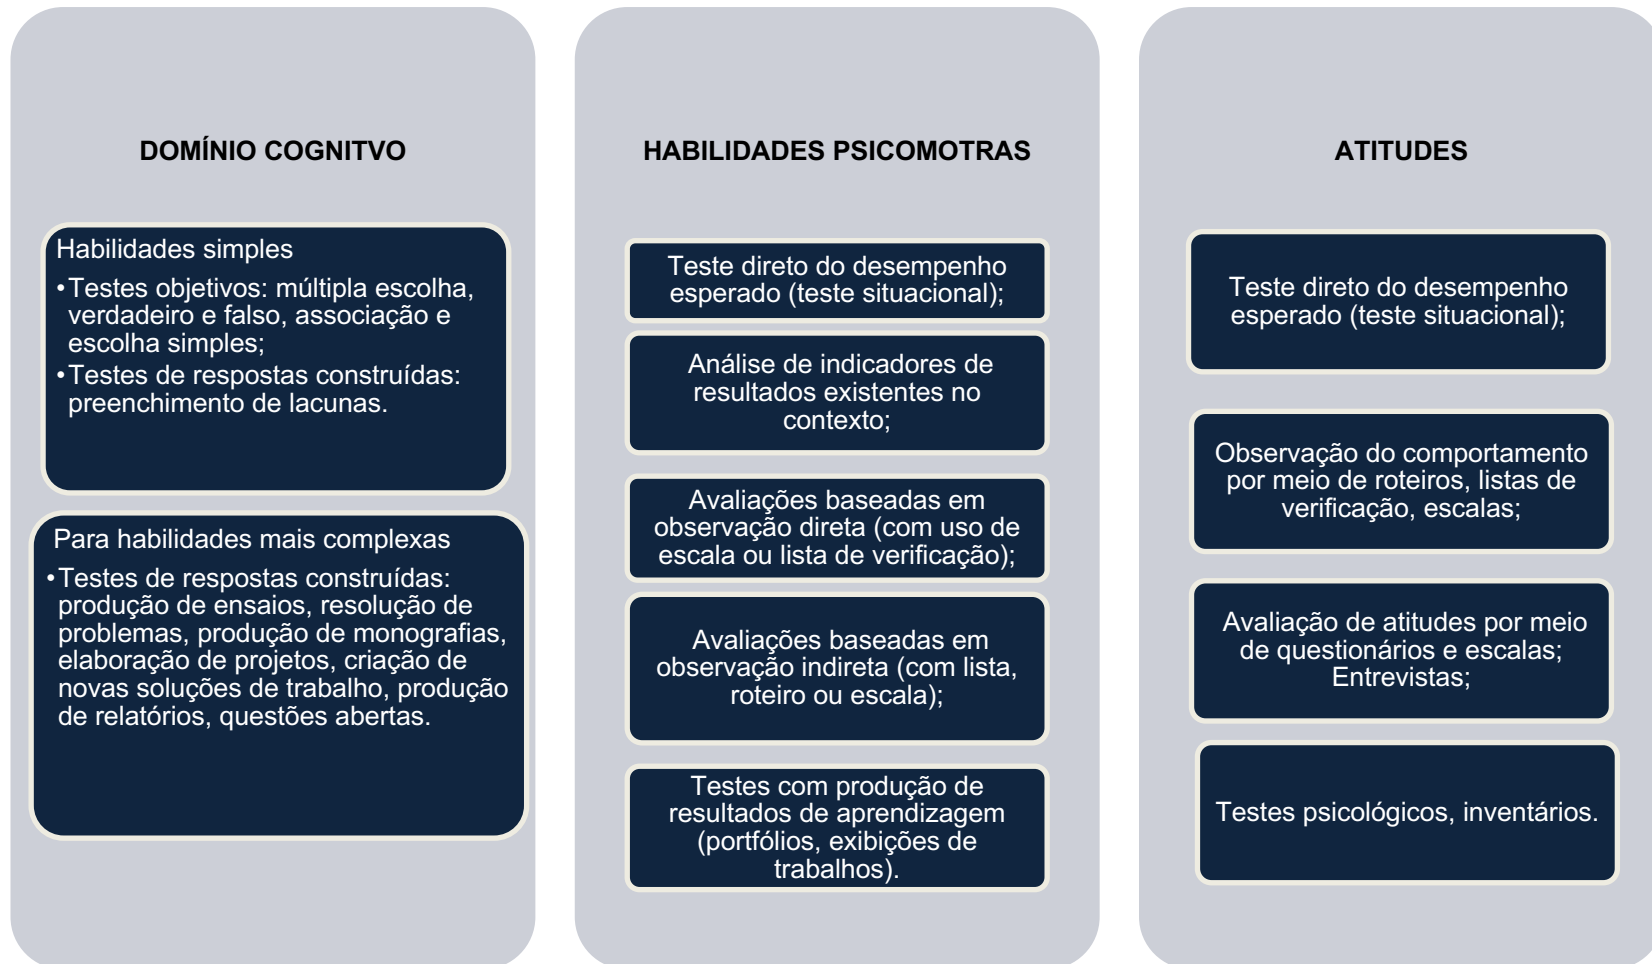 DOMÍNIO COGNITVO
Habilidades simples
•Testes objetivos: múltipla escolha,
verdadeiro e falso, associação e
escolha simples;
•Testes de respostas construídas:
preenchimento de lacunas.
Para habilidades mais complexas
•Testes de respostas construídas:
produção de ensaios, resolução de
problemas, produção de monografias,
elaboração de projetos, criação de
novas soluções de trabalho, produção
de relatórios, questões abertas.
HABILIDADES PSICOMOTRAS
Teste direto do desempenho
esperado (teste situacional);
Análise de indicadores de
resultados existentes no
contexto;
Avaliações baseadas em
observação direta (com uso de
escala ou lista de verificação);
Avaliações baseadas em
observação indireta (com lista,
roteiro ou escala);
Testes com produção de
resultados de aprendizagem
(portfólios, exibições de
trabalhos).
ATITUDES
Teste direto do desempenho
esperado (teste situacional);
Observação do comportamento
por meio de roteiros, listas de
verificação, escalas;
Avaliação de atitudes por meio
de questionários e escalas;
Entrevistas;
Testes psicológicos, inventários.